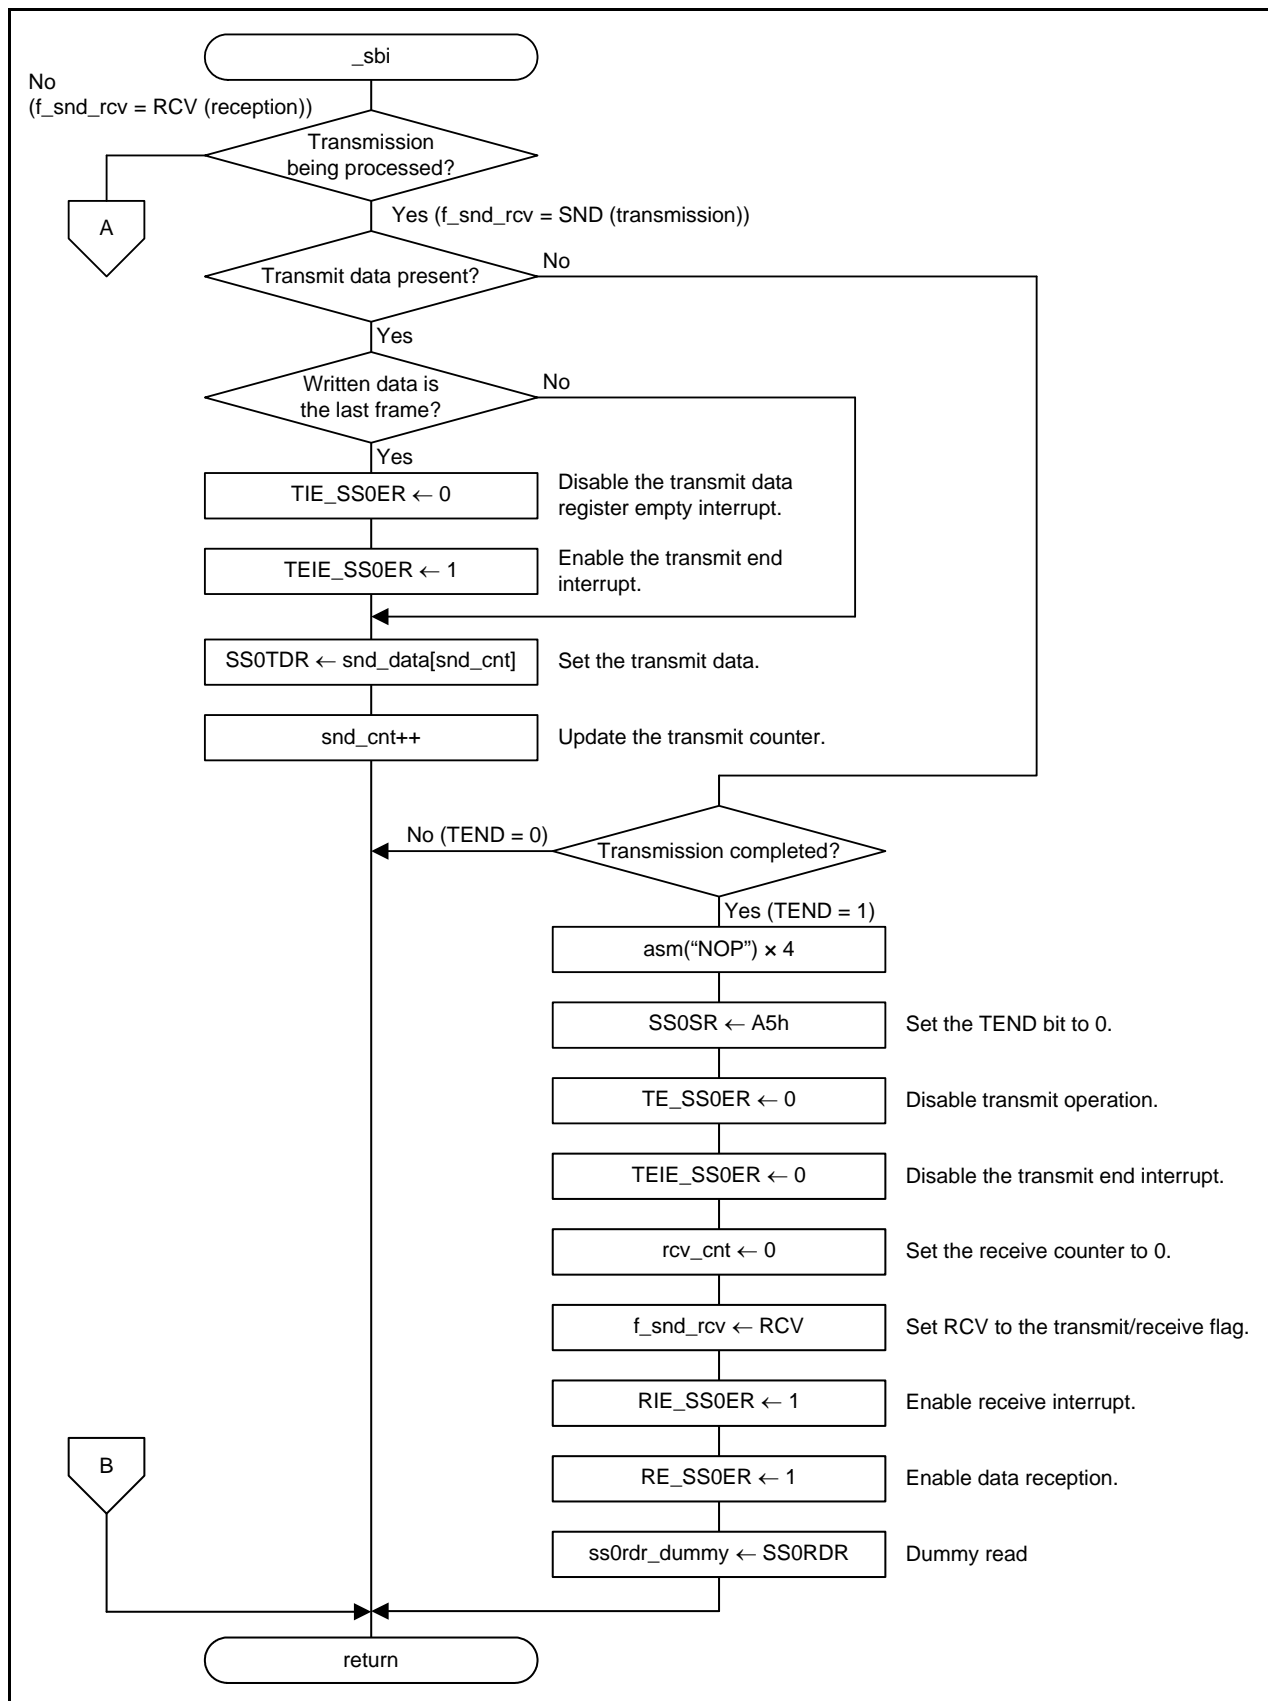 _sbi
No
(f_snd_rcv = RCV (reception))
Transmission
being processed?
A
Yes (f_snd_rcv = SND (transmission))
Transmit data present?
No
Yes
Written data is
the last frame?
No
Yes
TIE_SS0ER ← 0
Disable the transmit data
register empty interrupt.
TEIE_SS0ER ← 1
Enable the transmit end
interrupt.
SS0TDR ← snd_data[snd_cnt]
Set the transmit data.
snd_cnt++
Update the transmit counter.
No (TEND = 0)
Transmission completed?
Yes (TEND = 1)
asm(“NOP”) × 4
SS0SR ← A5h
Set the TEND bit to 0.
TE_SS0ER ← 0
Disable transmit operation.
TEIE_SS0ER ← 0
Disable the transmit end interrupt.
rcv_cnt ← 0
Set the receive counter to 0.
f_snd_rcv ← RCV
Set RCV to the transmit/receive flag.
RIE_SS0ER ← 1
Enable receive interrupt.
B
RE_SS0ER ← 1
Enable data reception.
ss0rdr_dummy ← SS0RDR
Dummy read
return